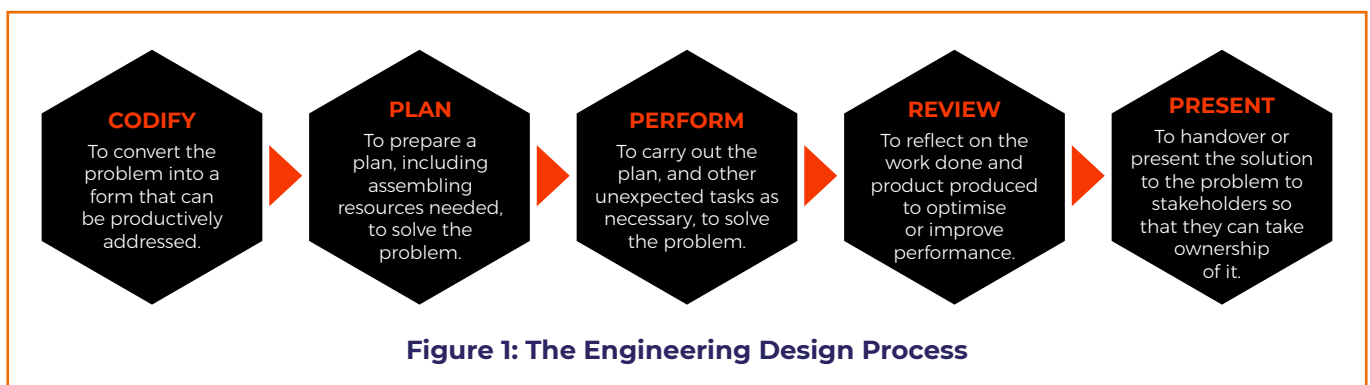 CODIFY
To convert the
problem into a
form that can
be productively
addressed.
PLAN
To prepare a
plan, including
assembling
resources needed,
to solve the
problem.
PERFORM
To carry out the
plan, and other
unexpected tasks as
necessary, to solve
the problem.
REVIEW
To reflect on the
work done and
product produced
to optimise
or improve
performance.
PRESENT
To handover or
present the solution
to the problem to
stakeholders so
that they can take
ownership
of it.
Figure 1: The Engineering Design Process